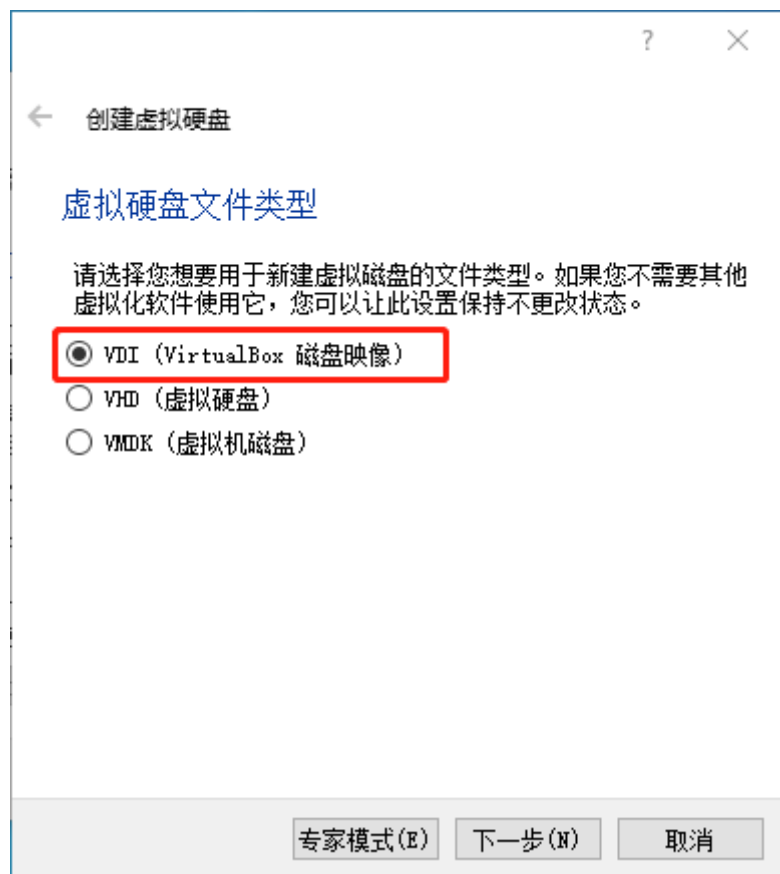 ?
创建虚拟硬盘
虚拟硬盘文件类型
请选择您想要用于新建虚拟磁盘的文件类型。如果您不需要其他
虚拟化软件使用它，您可以让此设置保持不更改状态。
VDI (VirtualBox 磁盘映像)
VHD (虚拟硬盘)
VMDK (虚拟机磁盘)
专家模式(E) 下一步(N) 取消